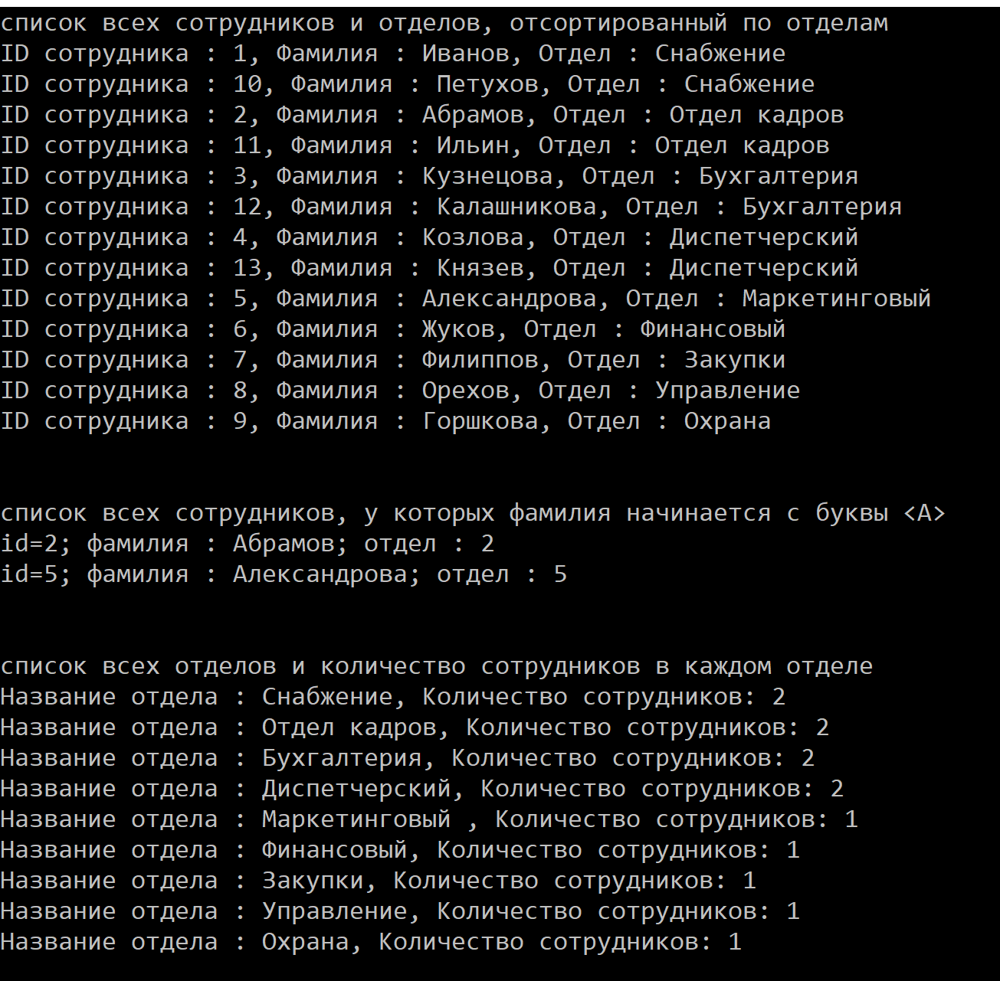 список всех сотрудников и отделов, отсортированный по отделам
ID сотрудника : 1, Фамилия : Иванов, Отдел : Снабжение
ID сотрудника : 10, Фамилия : Петухов, Отдел : Снабжение
ID сотрудника : 2, Фамилия : Абрамов, Отдел : Отдел кадров
ID сотрудника : 11, Фамилия : Ильин, Отдел : Отдел кадров
ID сотрудника : 3, Фамилия : Кузнецова, Отдел : Бухгалтерия
ID сотрудника : 12, Фамилия : Калашникова, Отдел : Бухгалтерия
ID сотрудника : 4, Фамилия : Козлова, Отдел : Диспетчерский
ID сотрудника : 13, Фамилия : Князев, Отдел : Диспетчерский
ID сотрудника : 5, Фамилия : Александрова, Отдел : Маркетинговый
ID сотрудника : 6, Фамилия : Жуков, Отдел : Финансовый
ID сотрудника : 7, Фамилия : Филиппов, Отдел : Закупки
ID сотрудника : 8, Фамилия : Орехов, Отдел : Управление
ID сотрудника : 9, Фамилия : Горшкова, Отдел : Охрана
список всех сотрудников, у которых фамилия начинается с буквы <А>
id=2; фамилия : Абрамов; отдел : 2
id=5; фамилия : Александрова; отдел : 5
список всех отделов и количество сотрудников в каждом отделе
Название отдела : Снабжение, Количество сотрудников: 2
Название отдела : Отдел кадров, Количество сотрудников: 2
Название отдела : Бухгалтерия, Количество сотрудников: 2
Название отдела : Диспетчерский, Количество сотрудников: 2
Название отдела : Маркетинговый , Количество сотрудников: 1
Название отдела : Финансовый, Количество сотрудников: 1
Название отдела : Закупки, Количество сотрудников: 1
Название отдела : Управление, Количество сотрудников: 1
Название отдела : Охрана, Количество сотрудников: 1